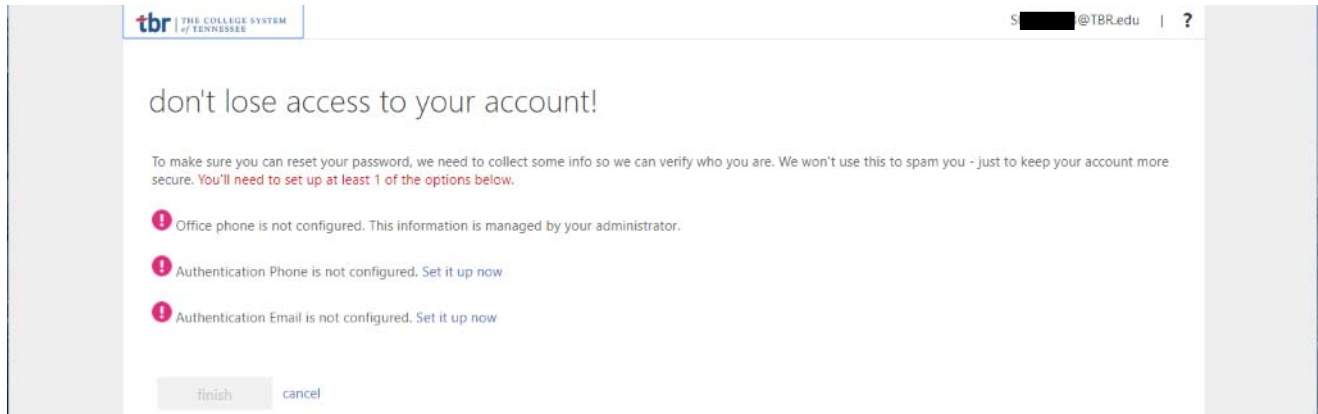 tbr | THE COLLEGE SYSTEM
of TENNESSEE
S @TBR.edu | ?
don't lose access to your account!
To make sure you can reset your password, we need to collect some info so we can verify who you are. We won't use this to spam you - just to keep your account more
secure. You'll need to set up at least 1 of the options below.
! Office phone is not configured. This information is managed by your administrator.
! Authentication Phone is not configured. Set it up now
! Authentication Email is not configured. Set it up now
finish cancel